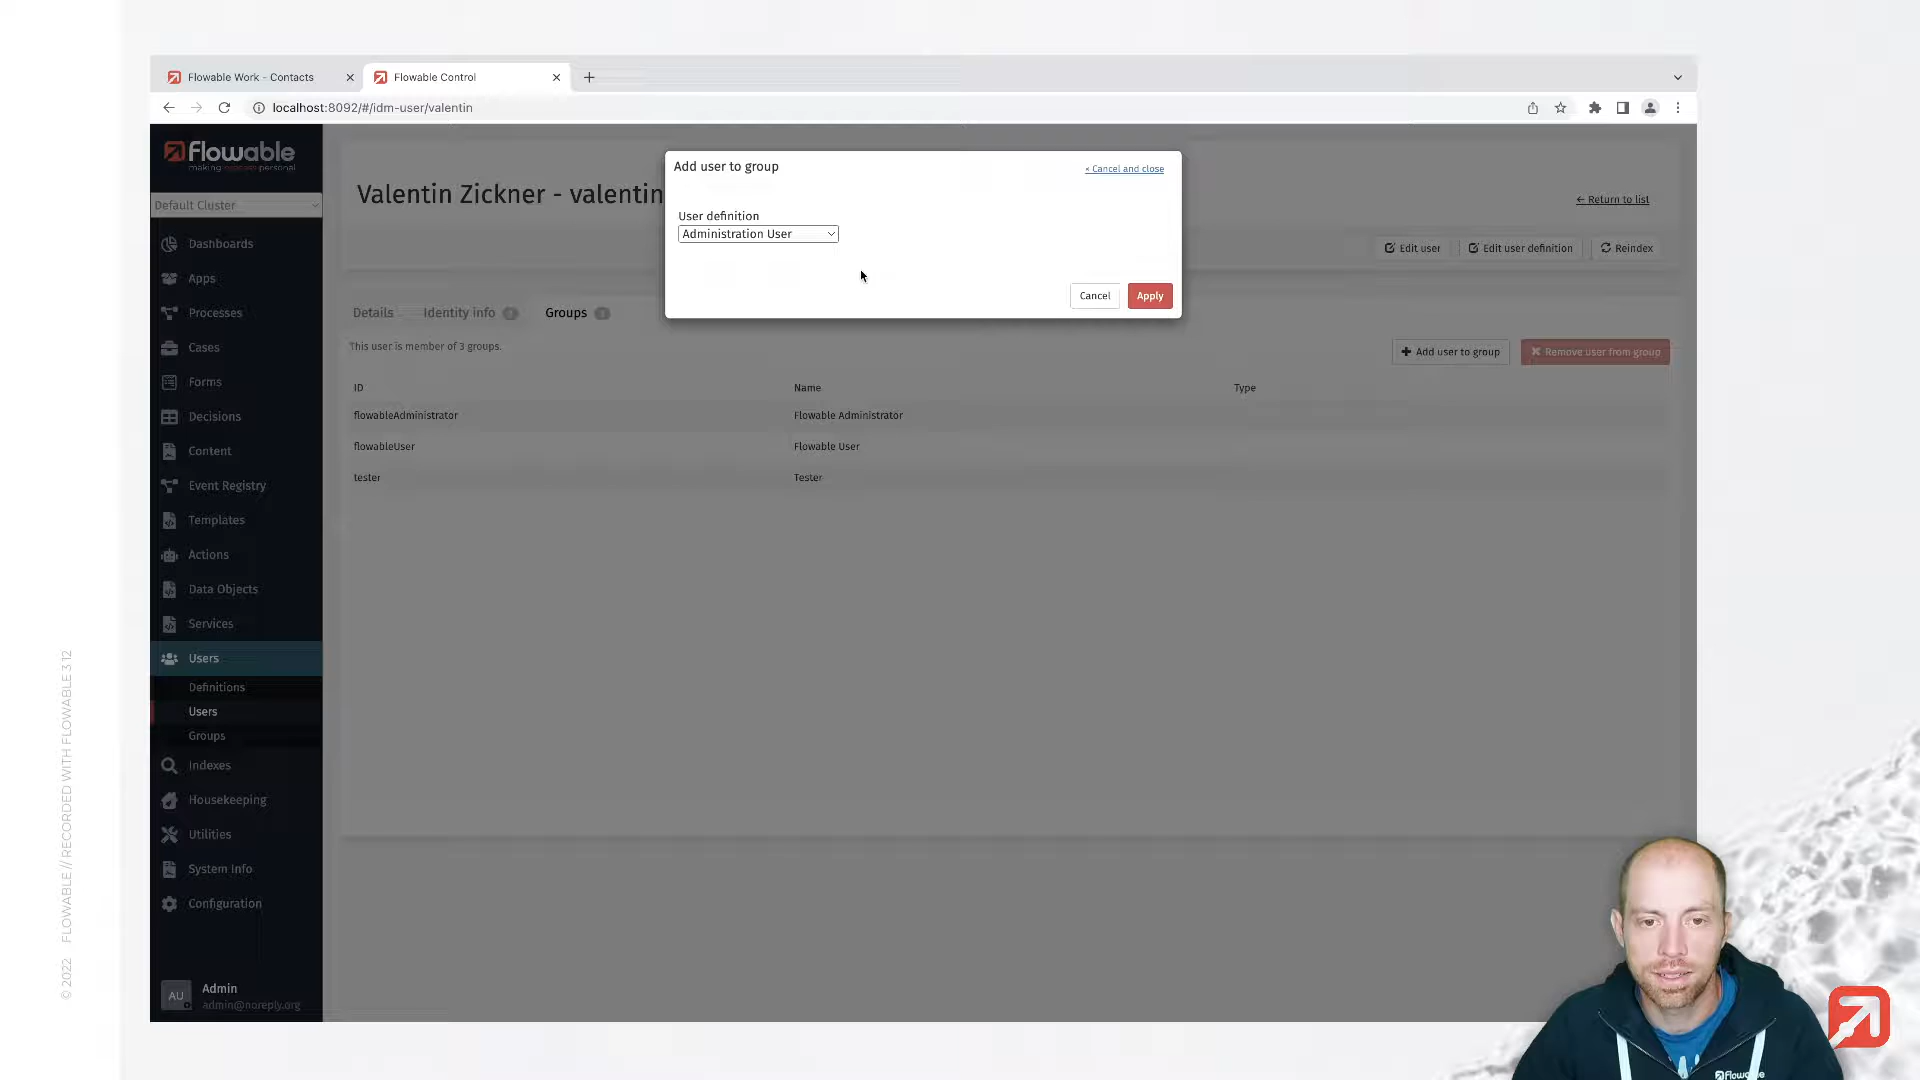 Flowable Work - Contacts
Flowable Control
localhost:8092/#/idm-user/valentin
Flowable
making business personal
Default Cluster
Dashboards
Apps
Processes
Cases
Forms
Decisions
Content
Event Registry
Templates
Actions
Data Objects
Services
Users
Definitions
Users
Groups
Indexes
Housekeeping
Utilities
System Info
Configuration
AU
Admin
admin@noreply.org
Valentin Zickner - valentin
← Return to list
Edit user
Edit user definition
Reindex
Add user to group
< Cancel and close
User definition
Administration User
Cancel
Apply
Details
Identity info
Groups
This user is member of 3 groups.
Add user to group
Remove user from group
ID Name Type
flowableAdministrator Flowable Administrator
flowableUser Flowable User
tester Tester
© 2022 FLOWABLE // RECORDED WITH FLOWABLE 3.12
Flowable